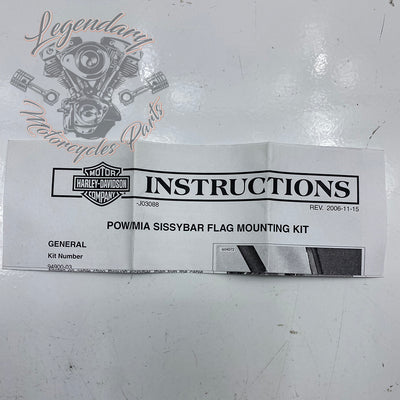 Legendary
Motorcycles Parts
MOTOR
HARLEY-DAVIDSON
COMPANY
INSTRUCTIONS
-J03088
REV. 2006-11-15
POW/MIA SISSYBAR FLAG MOUNTING KIT
GENERAL
Kit Number
94900-03